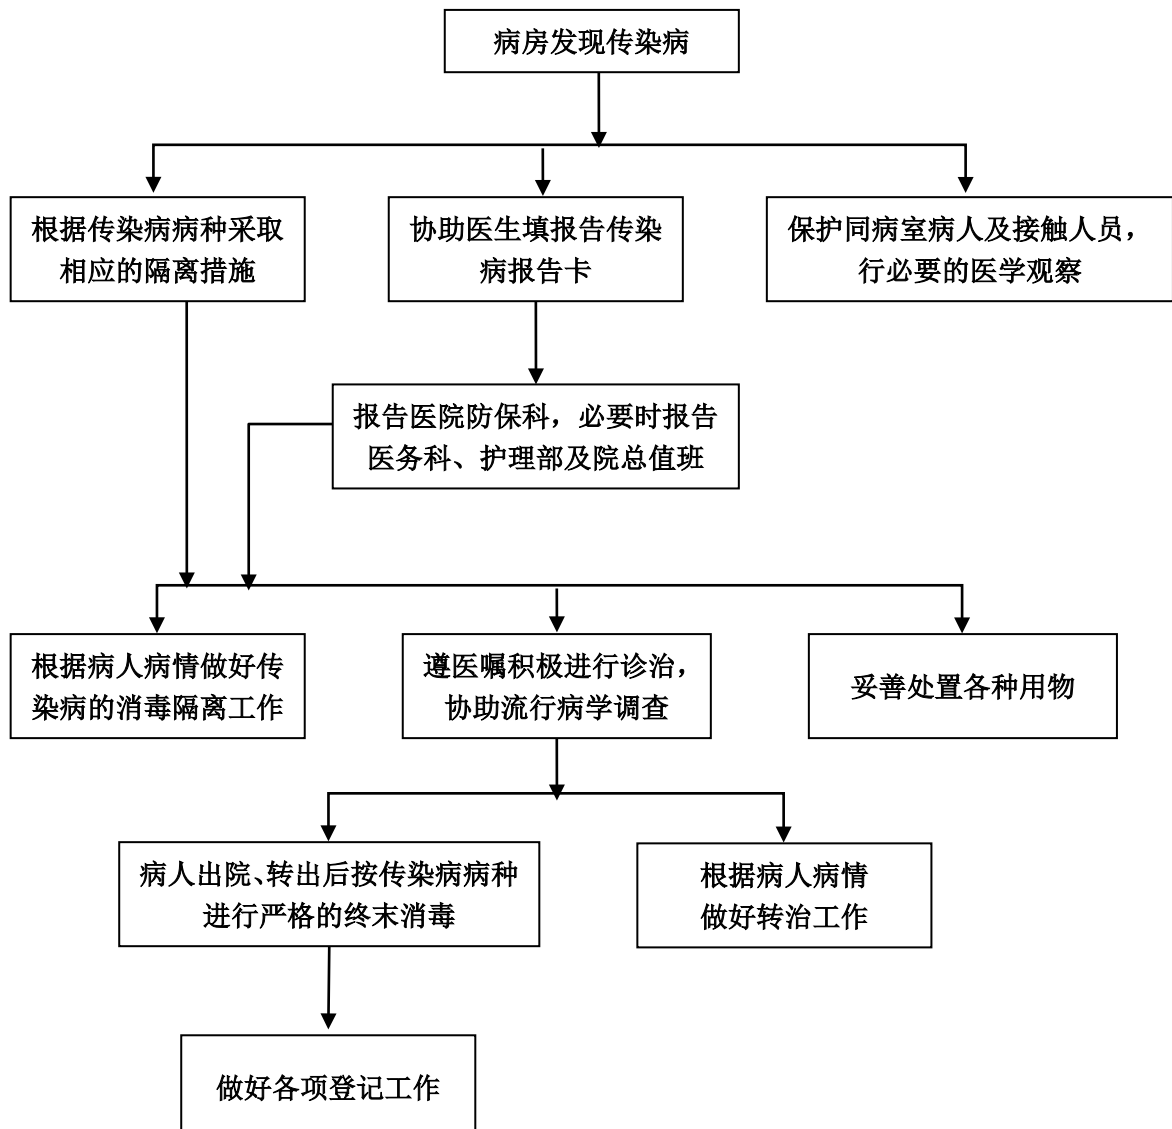 病房发现传染病
根据传染病病种采取
相应的隔离措施
协助医生填报告传染
病报告卡
保护同病室病人及接触人员，
行必要的医学观察
报告医院防保科，必要时报告
医务科、护理部及院总值班
根据病人病情做好传
染病的消毒隔离工作
遵医嘱积极进行诊治，
协助流行病学调查
妥善处置各种用物
病人出院、转出后按传染病病种
进行严格的终末消毒
根据病人病情
做好转治工作
做好各项登记工作